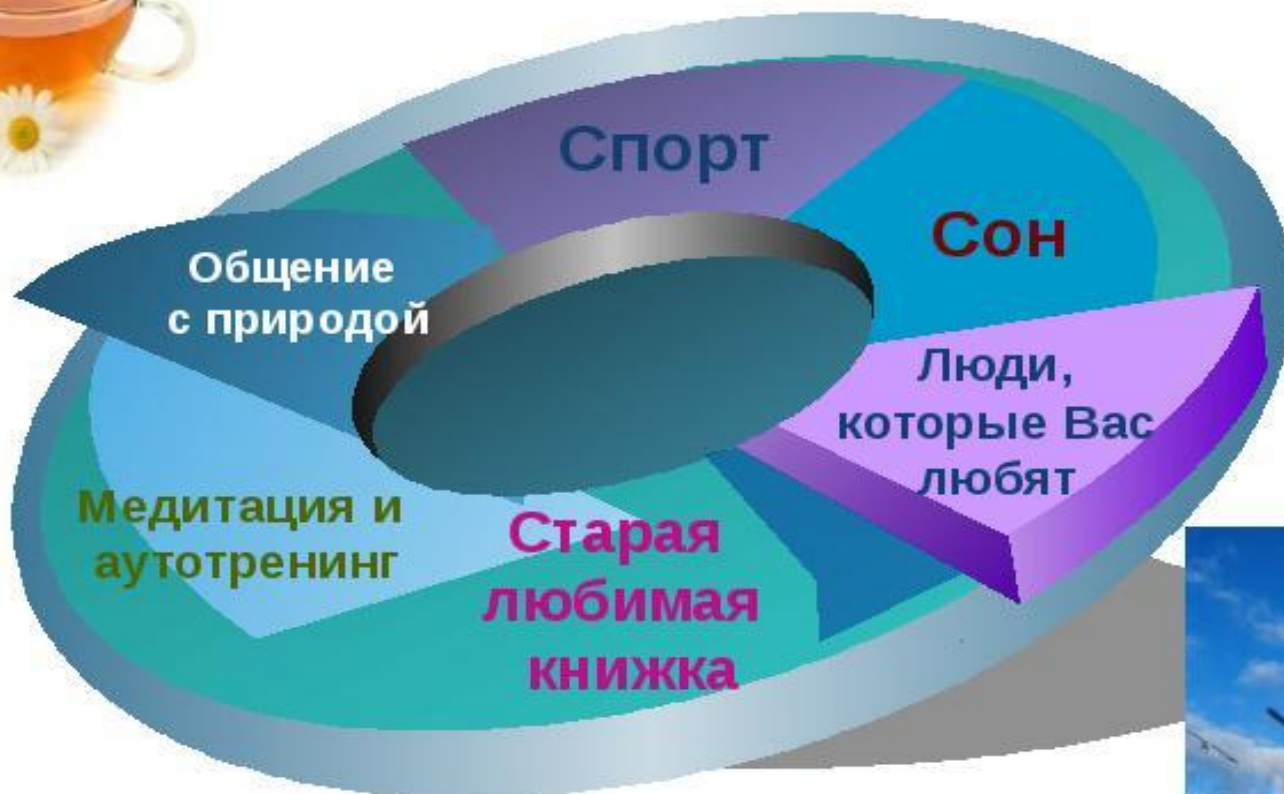 Спорт
Сон
Общение
с природой
Люди,
которые Вас
любят
Медитация и
аутотренинг
Старая
любимая
книжка